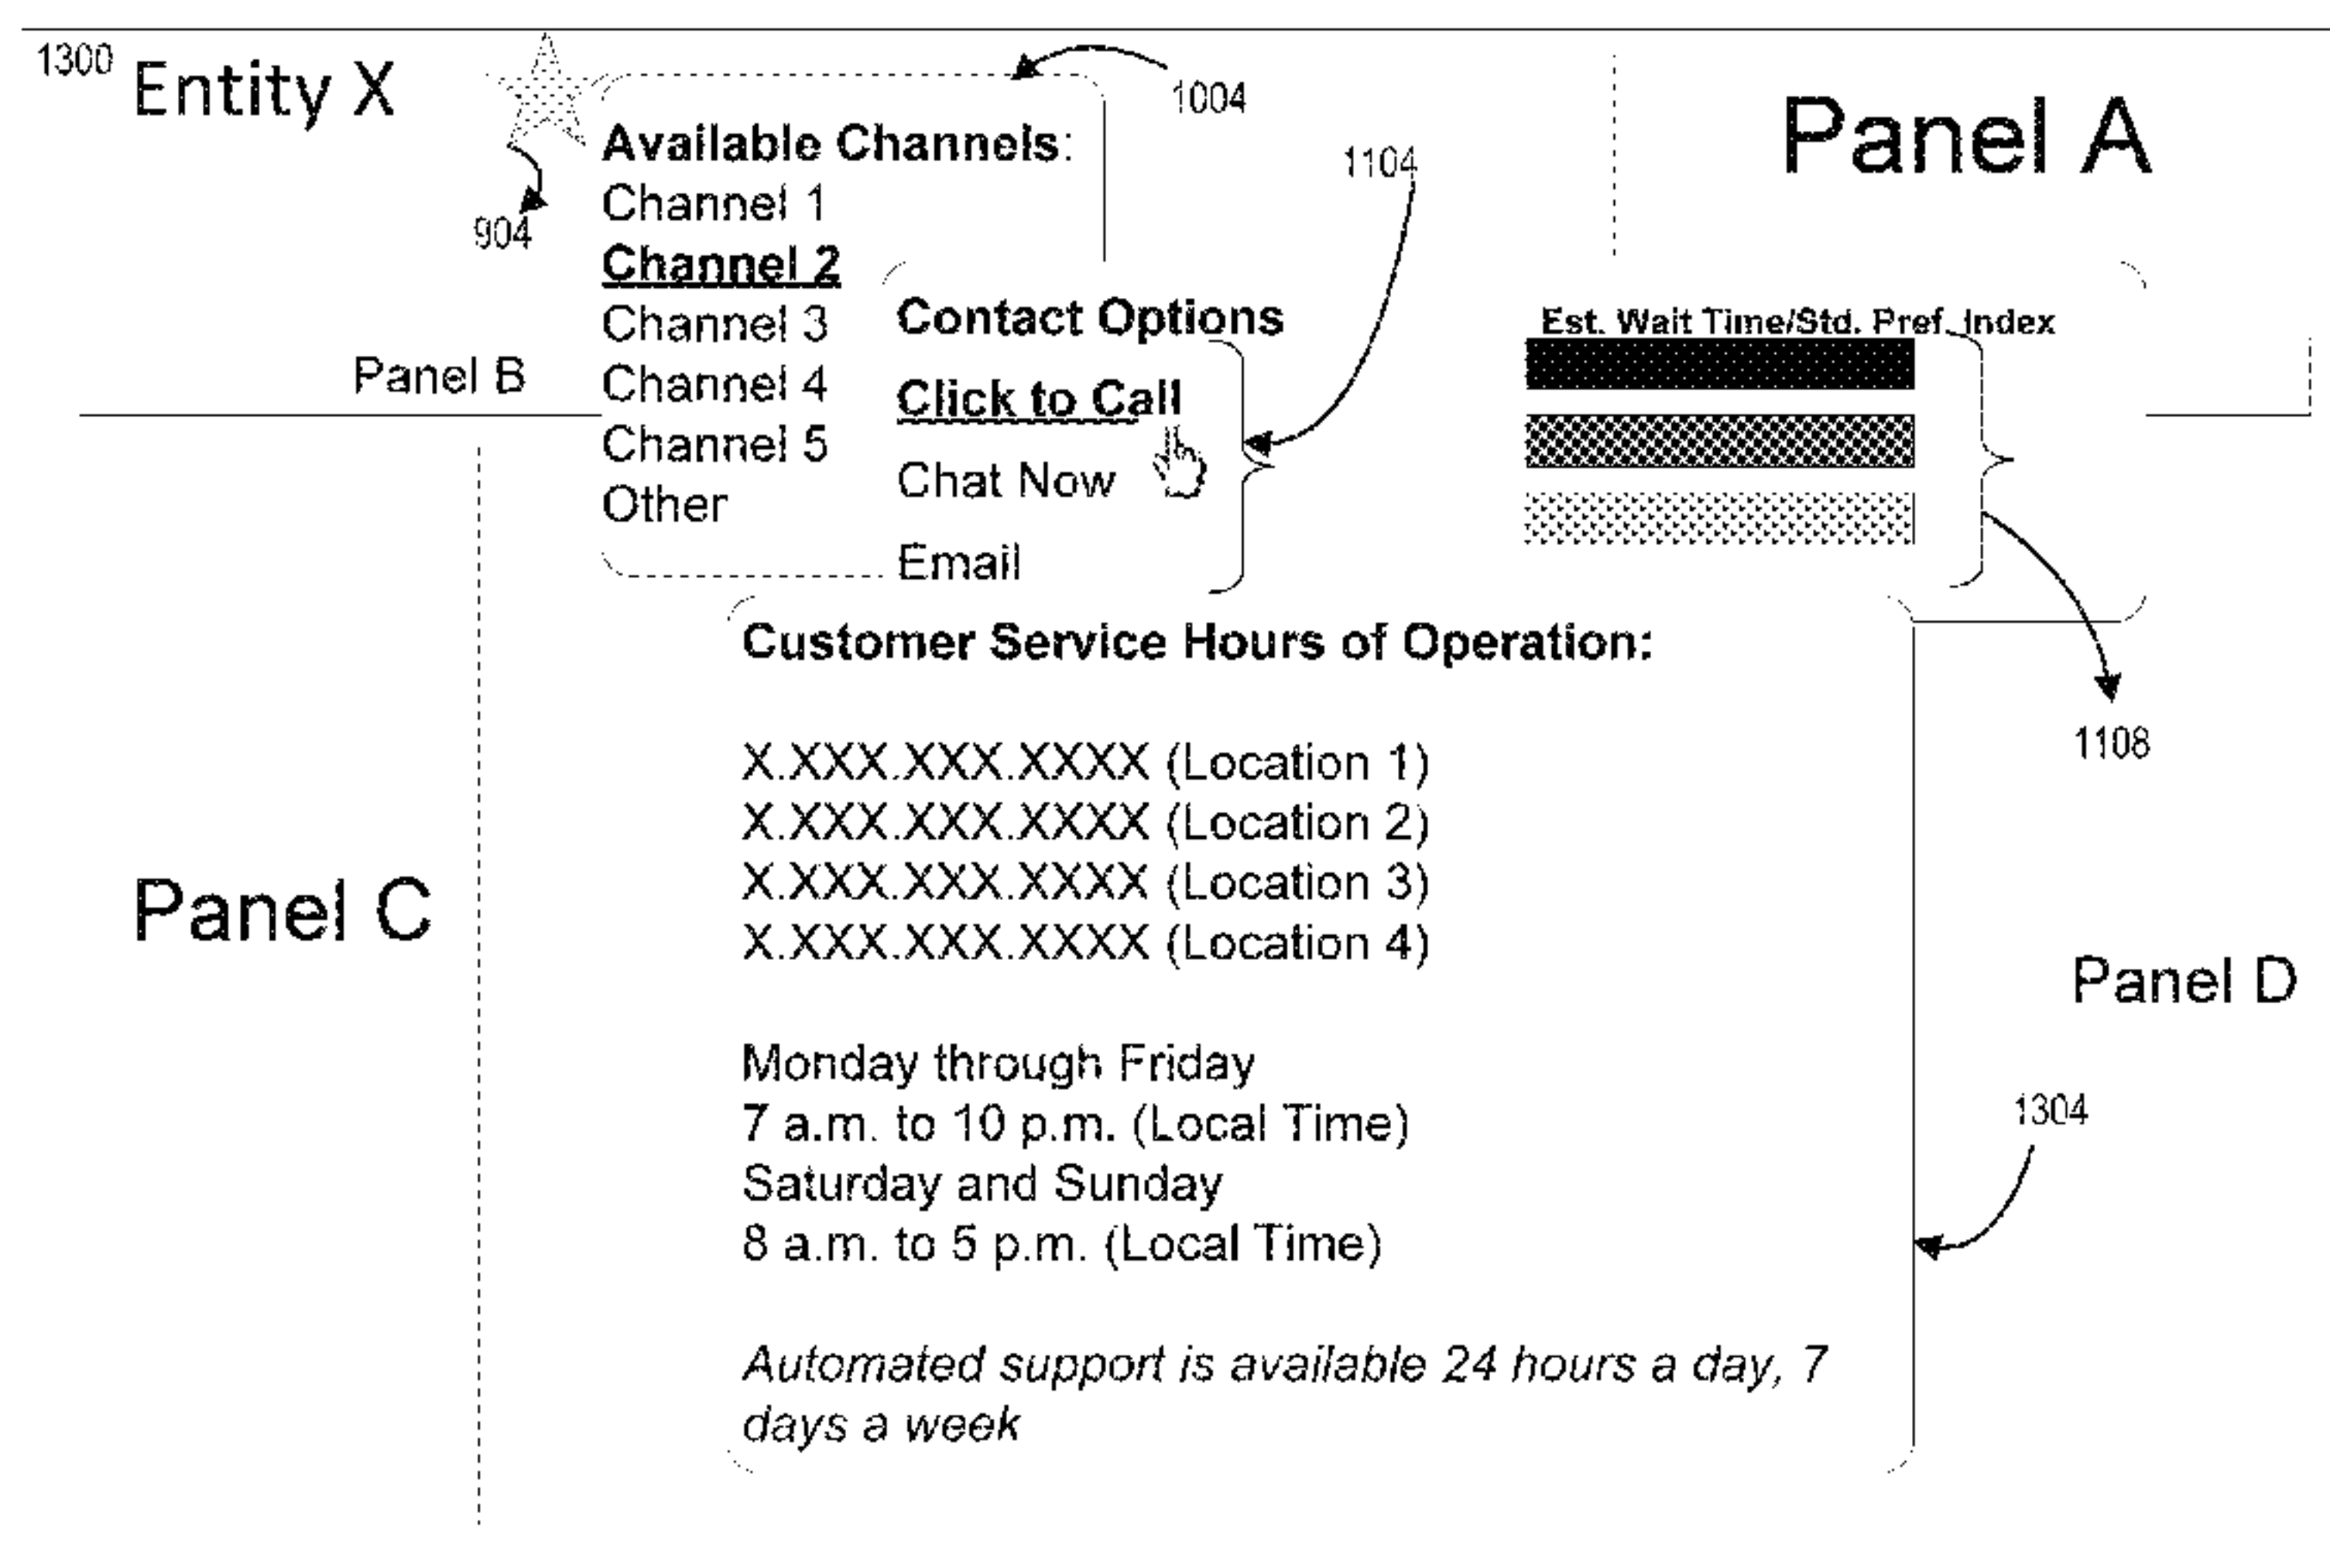 1300
Entity X
1004
Panel A
Available Channels:
1104
Channel 1
904
Channel 2
Channel 3
Contact Options
Est. Wait Time/Std. Pref. Index
Panel B
Channel 4
Click to Call
Channel 5
Chat Now
Other
Email
Customer Service Hours of Operation:
1108
X.XXX.XXX.XXXX (Location 1)
X.XXX.XXX.XXXX (Location 2)
X.XXX.XXX.XXXX (Location 3)
X.XXX.XXX.XXXX (Location 4)
Panel C
Panel D
Monday through Friday
7 a.m. to 10 p.m. (Local Time)
1304
Saturday and Sunday
8 a.m. to 5 p.m. (Local Time)
Automated support is available 24 hours a day, 7
days a week